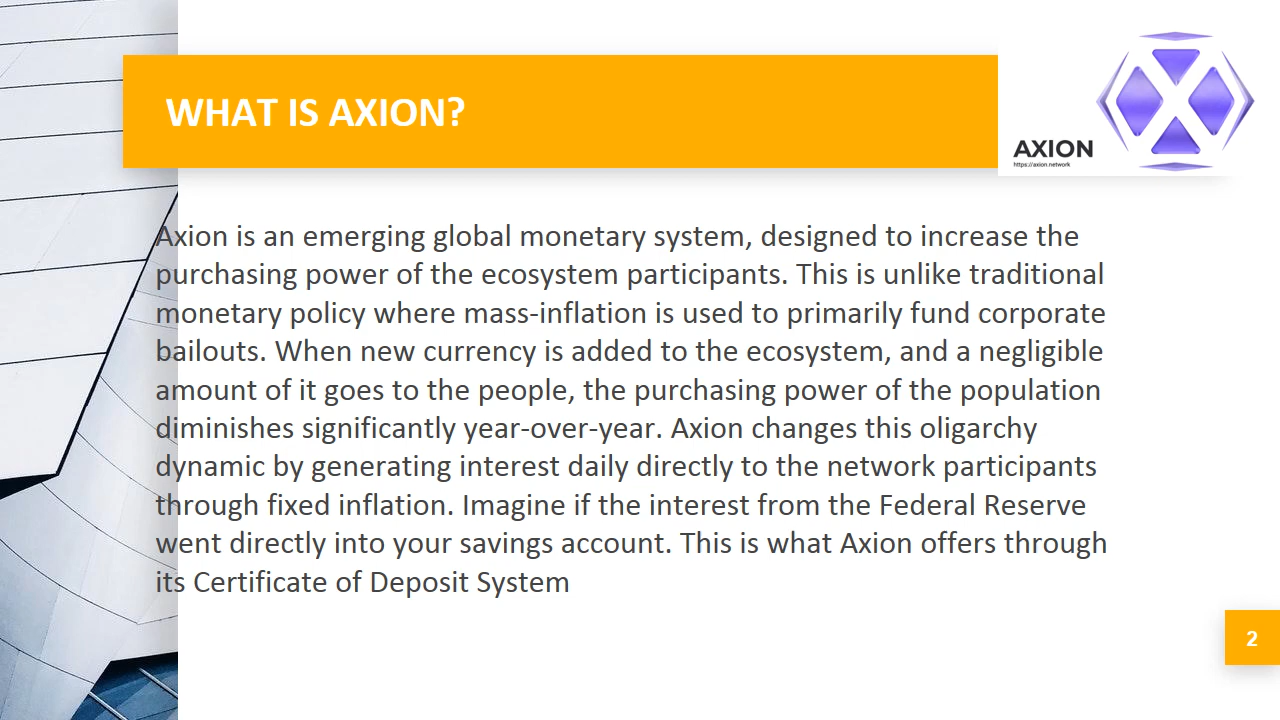 WHAT IS AXION?
AXION
https://axion.network
Axion is an emerging global monetary system, designed to increase the
purchasing power of the ecosystem participants. This is unlike traditional
monetary policy where mass-inflation is used to primarily fund corporate
bailouts. When new currency is added to the ecosystem, and a negligible
amount of it goes to the people, the purchasing power of the population
diminishes significantly year-over-year. Axion changes this oligarchy
dynamic by generating interest daily directly to the network participants
through fixed inflation. Imagine if the interest from the Federal Reserve
went directly into your savings account. This is what Axion offers through
its Certificate of Deposit System
2